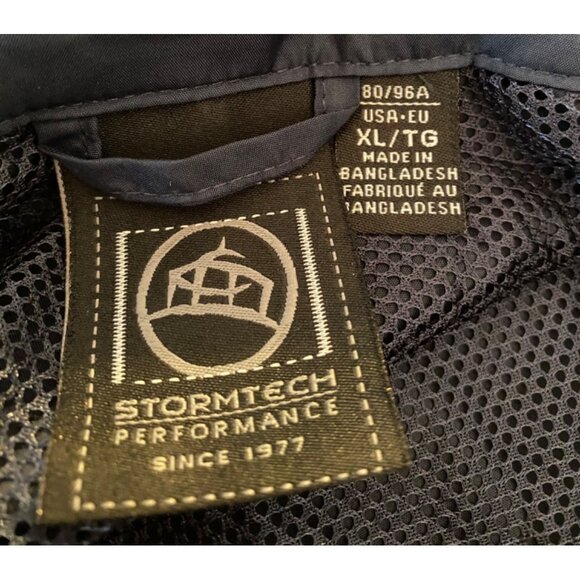 80/96A
USA•EU
XL/TG
MADE IN
BANGLADESH
FABRIQUÉ AU
BANGLADESH
STORMTECH
PERFORMANCE
SINCE 1977